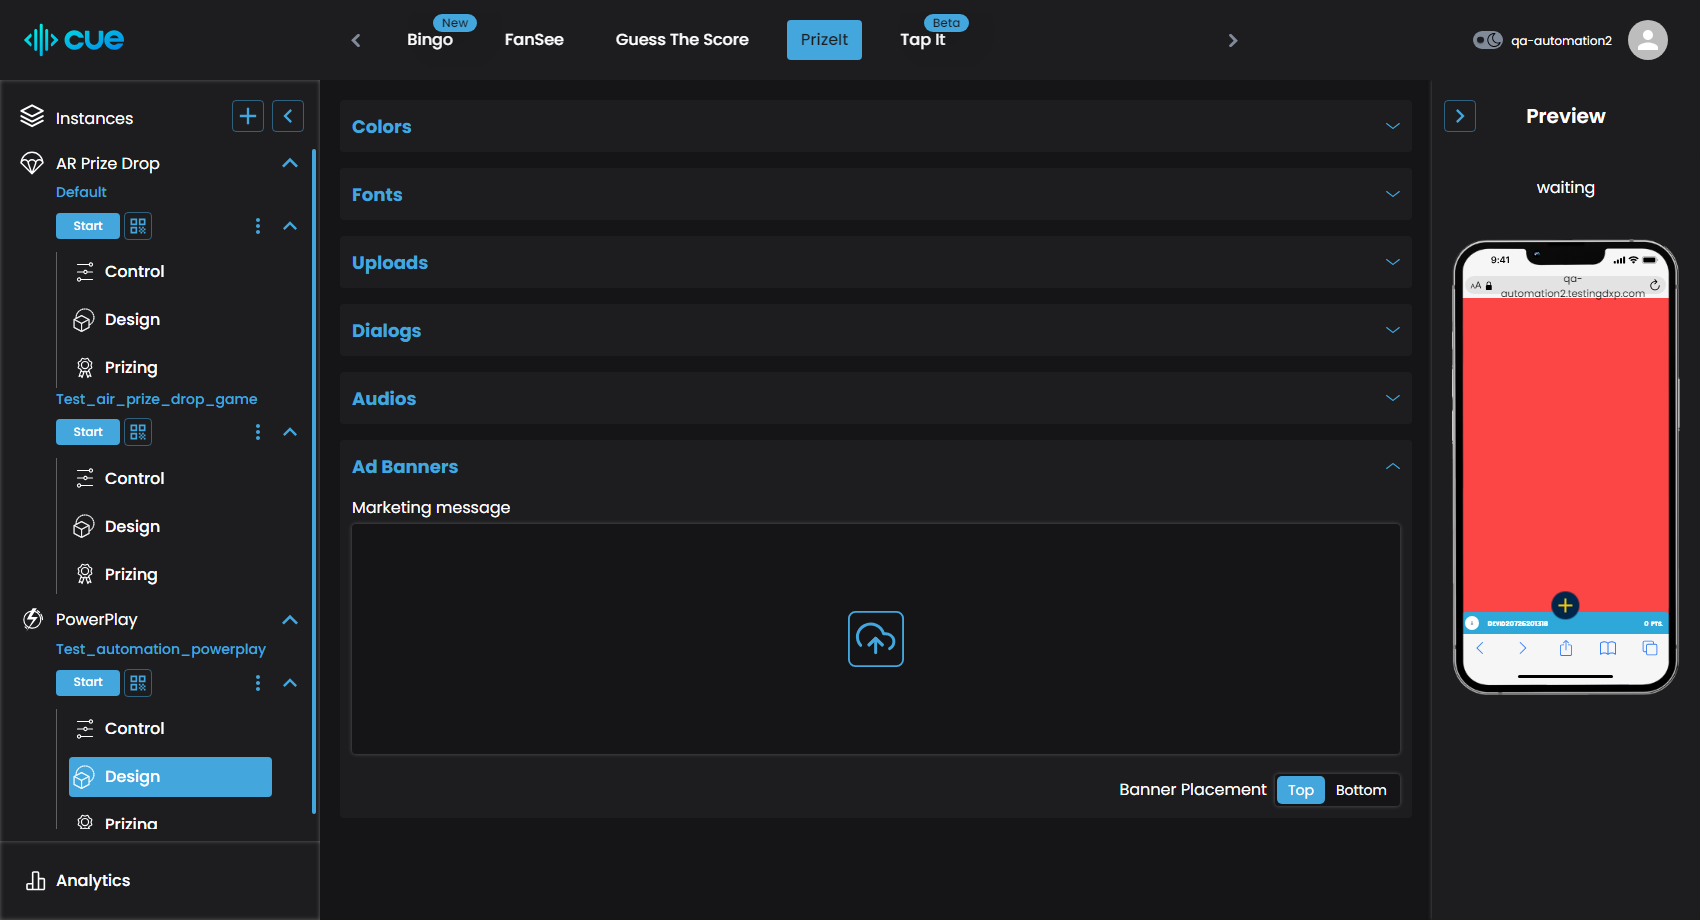 cue
Bingo
New
FanSee
Guess The Score
PrizeIt
Tap It
Beta
qa-automation2
Instances
AR Prize Drop
Default
Start
Control
Design
Prizing
Test_air_prize_drop_game
Start
Control
Design
Prizing
PowerPlay
Test_automation_powerplay
Start
Control
Design
Prizing
Analytics
Colors
Fonts
Uploads
Dialogs
Audios
Ad Banners
Marketing message
Banner Placement Top Bottom
Preview
waiting
9:41
AA
qa-
automation2.testingdxp.com
0 PTS.